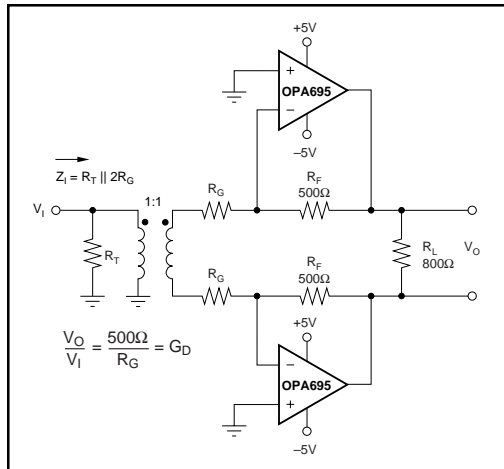 +5V
+
OPA695
−
–5V
Z_I = R_T || 2R_G
1:1
R_G
R_F
500Ω
V_I
R_T
R_L
800Ω
V_O
R_G
R_F
500Ω
V_O/V_I = 500Ω/R_G = G_D
+5V
−
OPA695
+
–5V